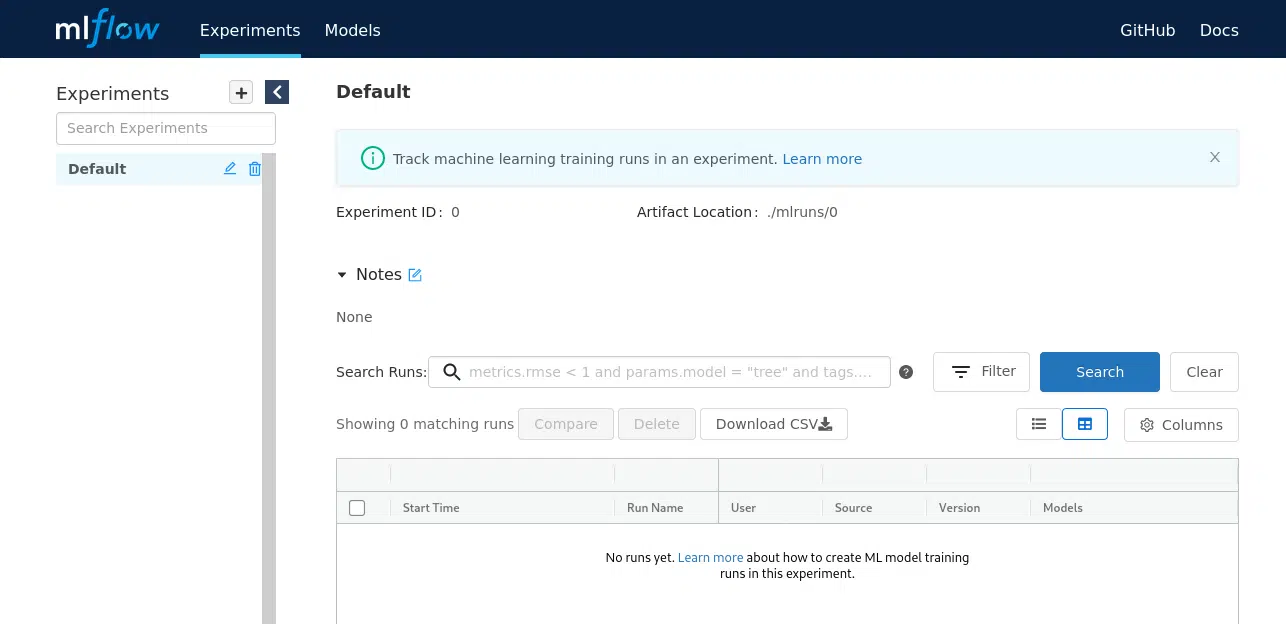 mlflow Experiments Models GitHub Docs
Experiments
Search Experiments
Default
Default
Track machine learning training runs in an experiment. Learn more
Experiment ID: 0 Artifact Location: ./mlruns/0
Notes
None
Search Runs: metrics.rmse < 1 and params.model = "tree" and tags.... ? Filter Search Clear
Showing 0 matching runs Compare Delete Download CSV Columns
Start Time Run Name User Source Version Models
No runs yet. Learn more about how to create ML model training
runs in this experiment.